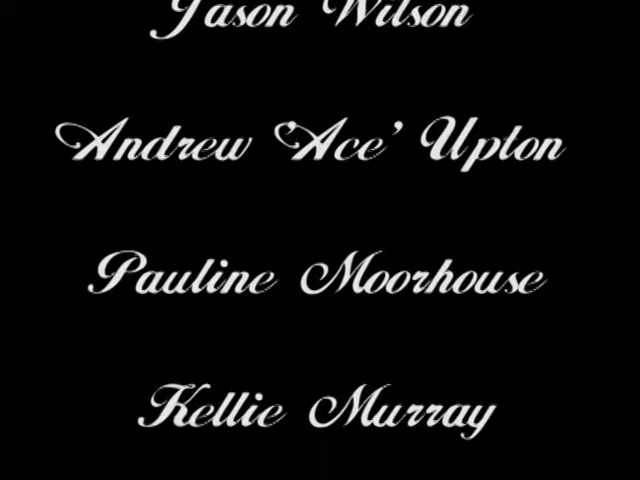 Jason Wilson
Andrew 'Ace' Upton
Pauline Moorhouse
Kellie Murray